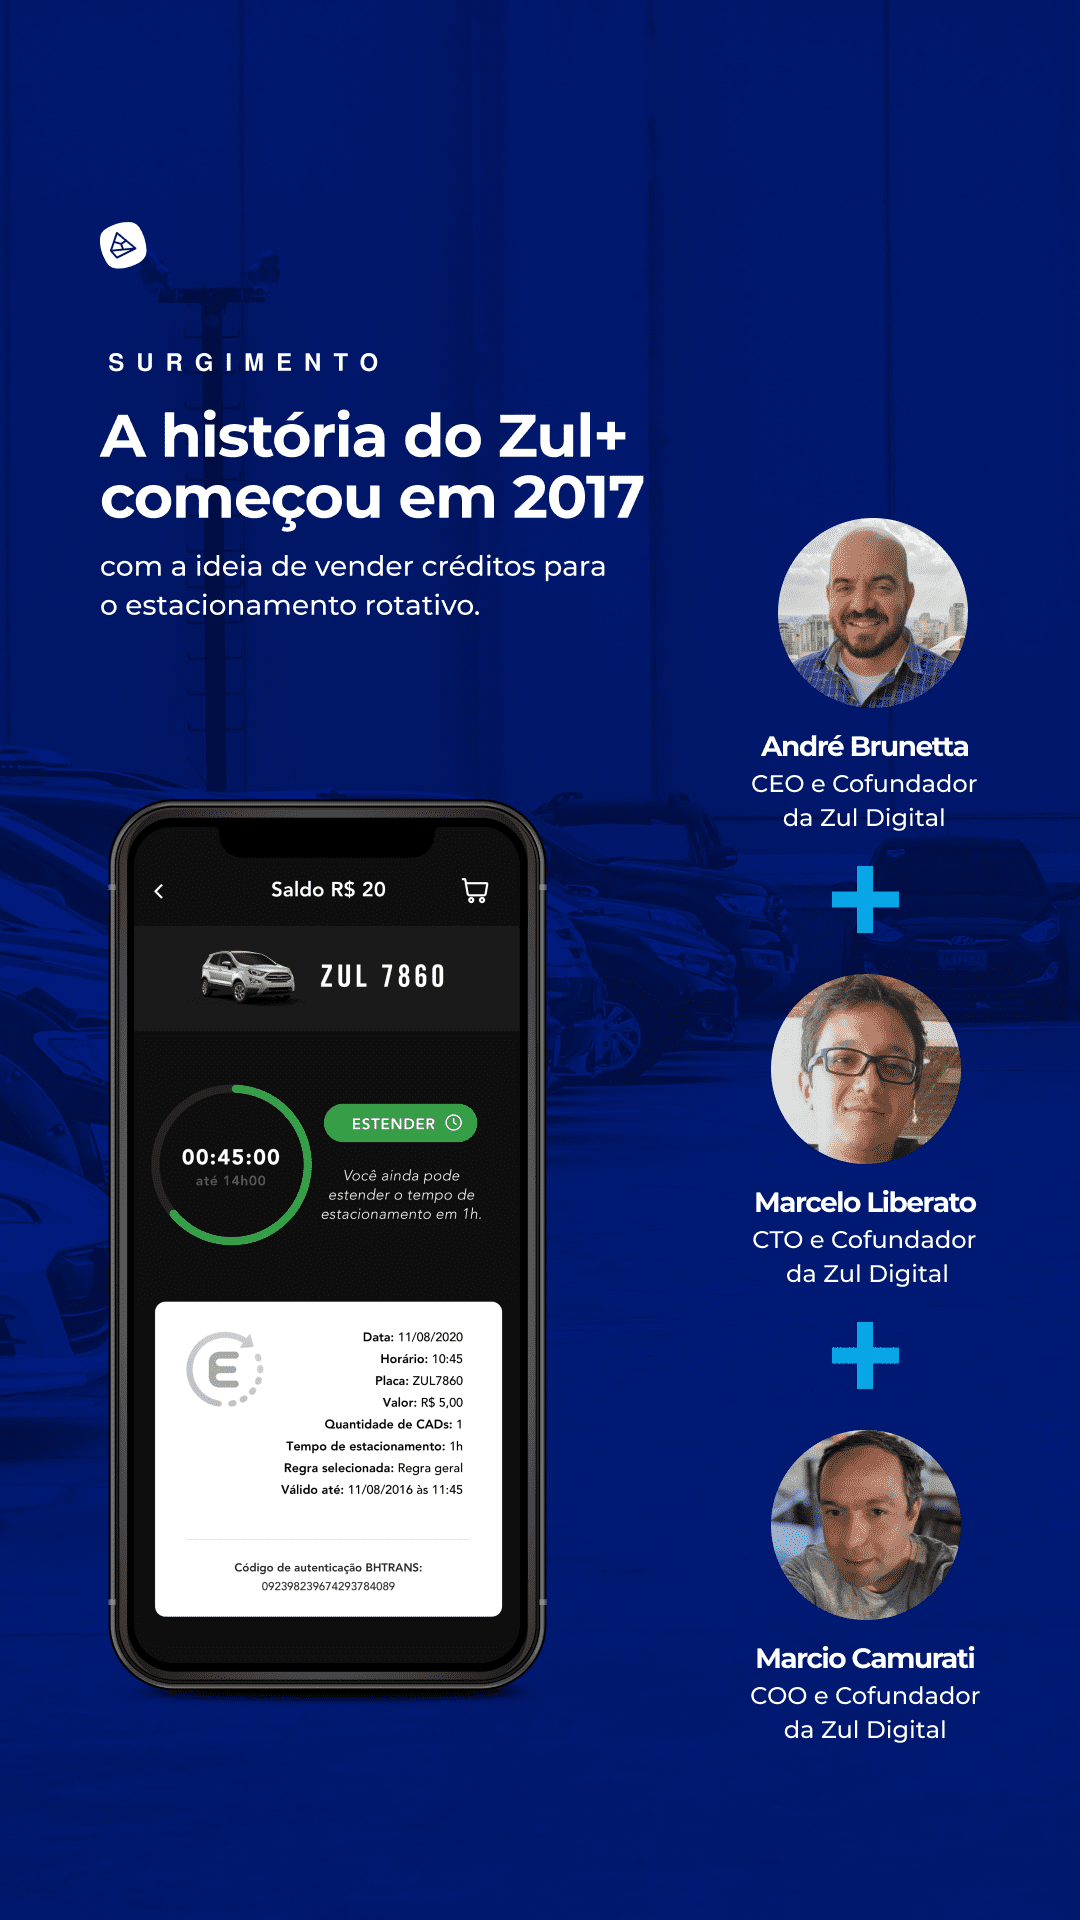 SURGIMENTO
A história do Zul+
começou em 2017
com a ideia de vender créditos para
o estacionamento rotativo.
André Brunetta
CEO e Cofundador
da Zul Digital
Marcelo Liberato
CTO e Cofundador
da Zul Digital
Marcio Camurati
COO e Cofundador
da Zul Digital
Saldo R$ 20
ZUL 7860
00:45:00
até 14h00
ESTENDER
Você ainda pode
estender o tempo de
estacionamento em 1h.
E
Data: 11/08/2020
Horário: 10:45
Placa: ZUL7860
Valor: R$ 5,00
Quantidade de CADs: 1
Tempo de estacionamento: 1h
Regra selecionada: Regra geral
Válido até: 11/08/2016 às 11:45
Código de autenticação BHTRANS:
092398239674293784089